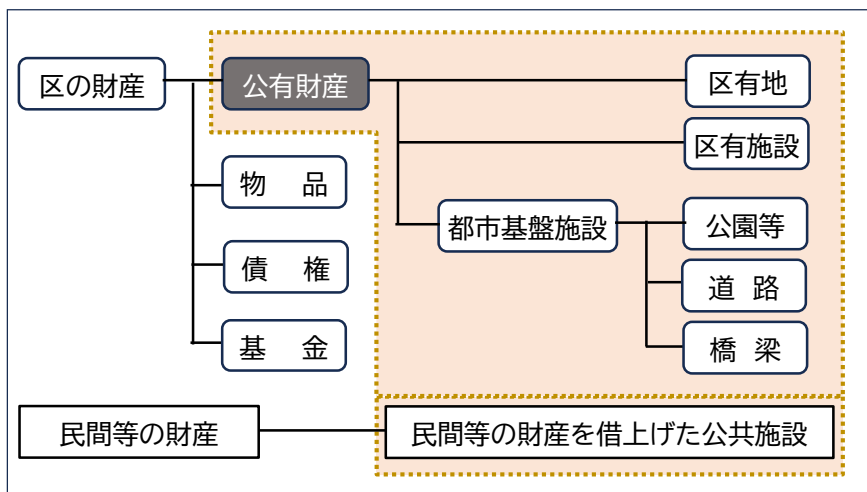 区の財産
公有財産
区有地
区有施設
物　品
都市基盤施設
公園等
債　権
道 路
基　金
橋 梁
民間等の財産
民間等の財産を借上げた公共施設